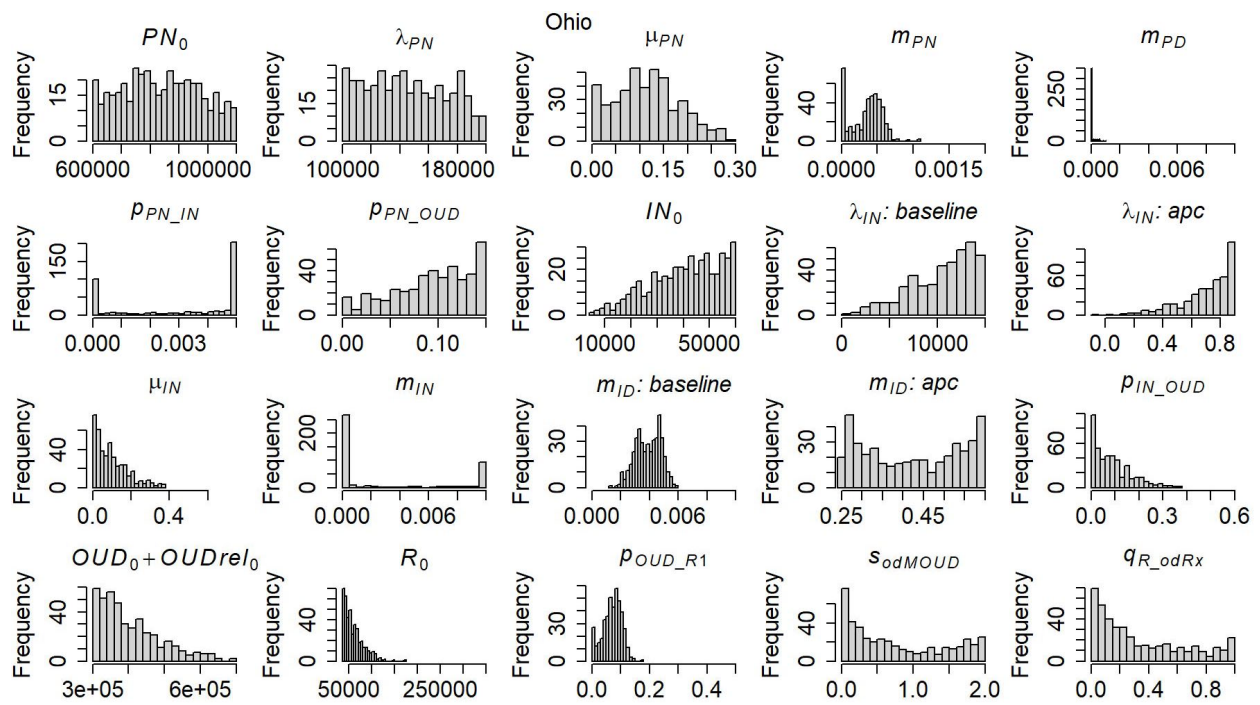 Ohio
PN0 λPN μPN mPN mPD
Frequency Frequency Frequency Frequency Frequency
0 15 0 15 0 30 0 40 0 250
600000 1000000 100000 180000 0.00 0.15 0.30 0.0000 0.0015 0.000 0.006
pPN_IN pPN_OUD IN0 λIN: baseline λIN: apc
Frequency Frequency Frequency Frequency Frequency
0 150 0 40 0 20 0 40 0 60
0.000 0.003 0.00 0.10 10000 50000 0 10000 0.0 0.4 0.8
μIN mIN mID: baseline mID: apc pIN_OUD
Frequency Frequency Frequency Frequency Frequency
0 40 0 200 0 30 0 30 0 60
0.0 0.4 0.000 0.006 0.000 0.006 0.25 0.45 0.0 0.3 0.6
OUD0+OUDrel0 R0 pOUD_R1 sodMOUD qR_odRx
Frequency Frequency Frequency Frequency Frequency
0 40 0 40 0 30 0 40 0 40
3e+05 6e+05 50000 250000 0.0 0.2 0.4 0.0 1.0 2.0 0.0 0.4 0.8